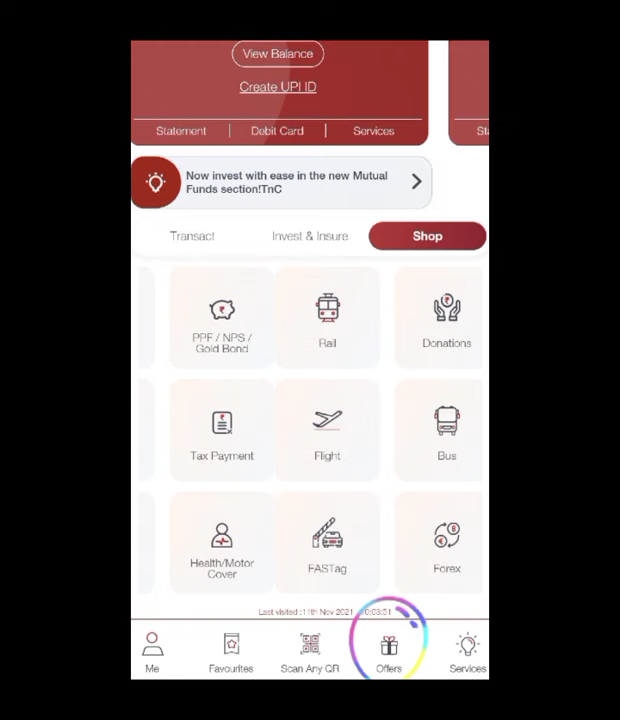 View Balance
Create UPI ID
Statement
Debit Card
Services
Now invest with ease in the new Mutual
Funds section!TnC
Transact
Invest & Insure
Shop
PPF / NPS /
Gold Bond
Rail
Donations
Tax Payment
Flight
Bus
Health/Motor
Cover
FASTag
Forex
Last visited :11th Nov 2021
Me
Favourites
Scan Any QR
Offers
Services